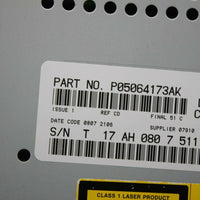 PART NO. P05064173AK
ISSUE 1 REF CD FINAL 51 C
DATE CODE 0807 2106 SUPPLIER 07910
S/N T 17 AH 080 7 511
CLASS 1 LASER PRODUCT